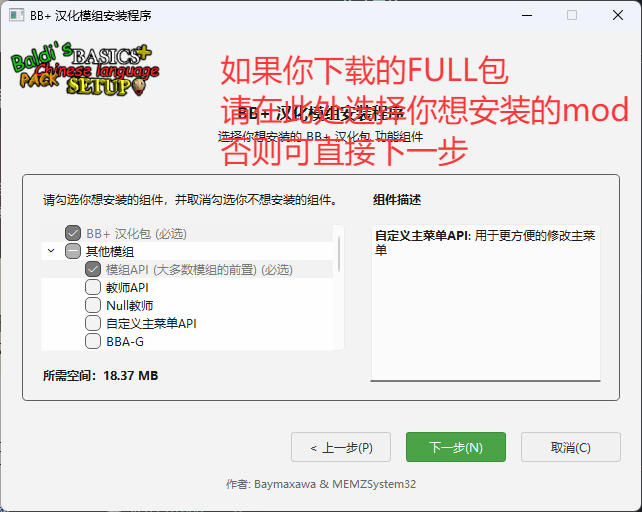 BB+ 汉化模组安装程序
Baldi's BASICS+
Chinese language
PACK SETUP
如果你下载的FULL包
请在此处选择你想安装的mod
否则可直接下一步
BB+ 汉化模组安装程序
选择你想安装的 BB+ 汉化包 功能组件
请勾选你想安装的组件，并取消勾选你不想安装的组件。
BB+ 汉化包 (必选)
其他模组
模组API (大多数模组的前置) (必选)
教师API
Null教师
自定义主菜单API
BBA-G
所需空间：18.37 MB
组件描述
自定义主菜单API: 用于更方便的修改主菜
单
< 上一步(P)
下一步(N)
取消(C)
作者: Baymaxawa & MEMZSystem32